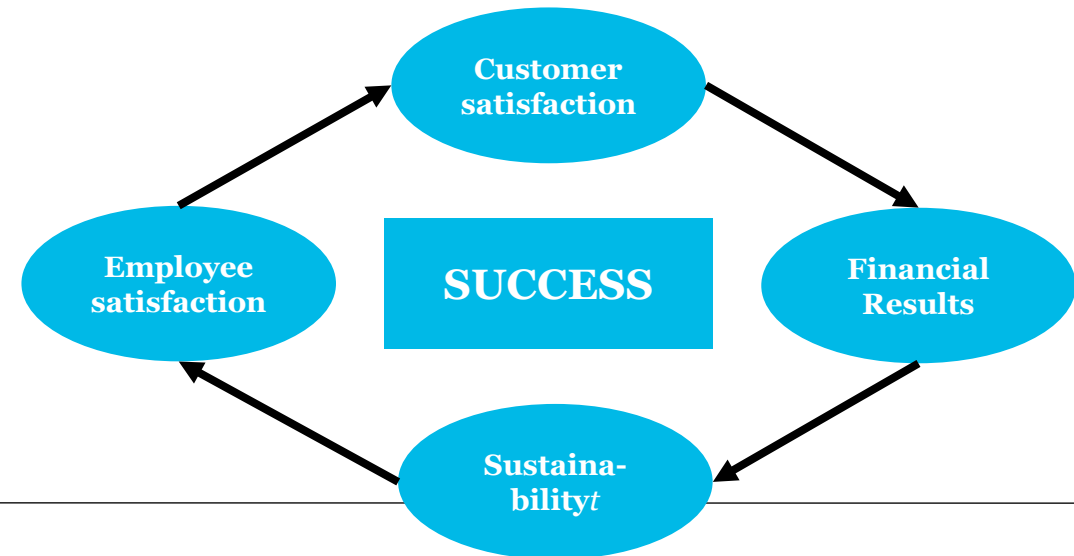 Customer
satisfaction
Employee
satisfaction
SUCCESS
Financial
Results
Sustaina-
bilityt